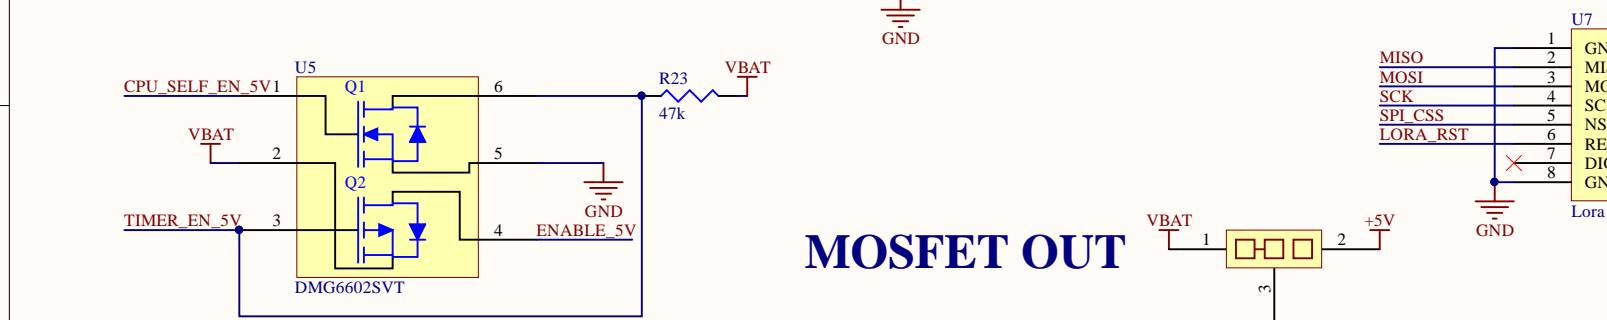 GND
U5
CPU_SELF_EN_5V
1
Q1
6
R23
47k
VBAT
VBAT
2
5
GND
Q2
TIMER_EN_5V
3
4
ENABLE_5V
DMG6602SVT
MOSFET OUT
VBAT
1
2
+5V
3
U7
1
GN
MISO
2
MI
MOSI
3
MO
SCK
4
SC
SPI_CSS
5
NS
LORA_RST
6
RE
7
DIO
8
GN
Lora
GND